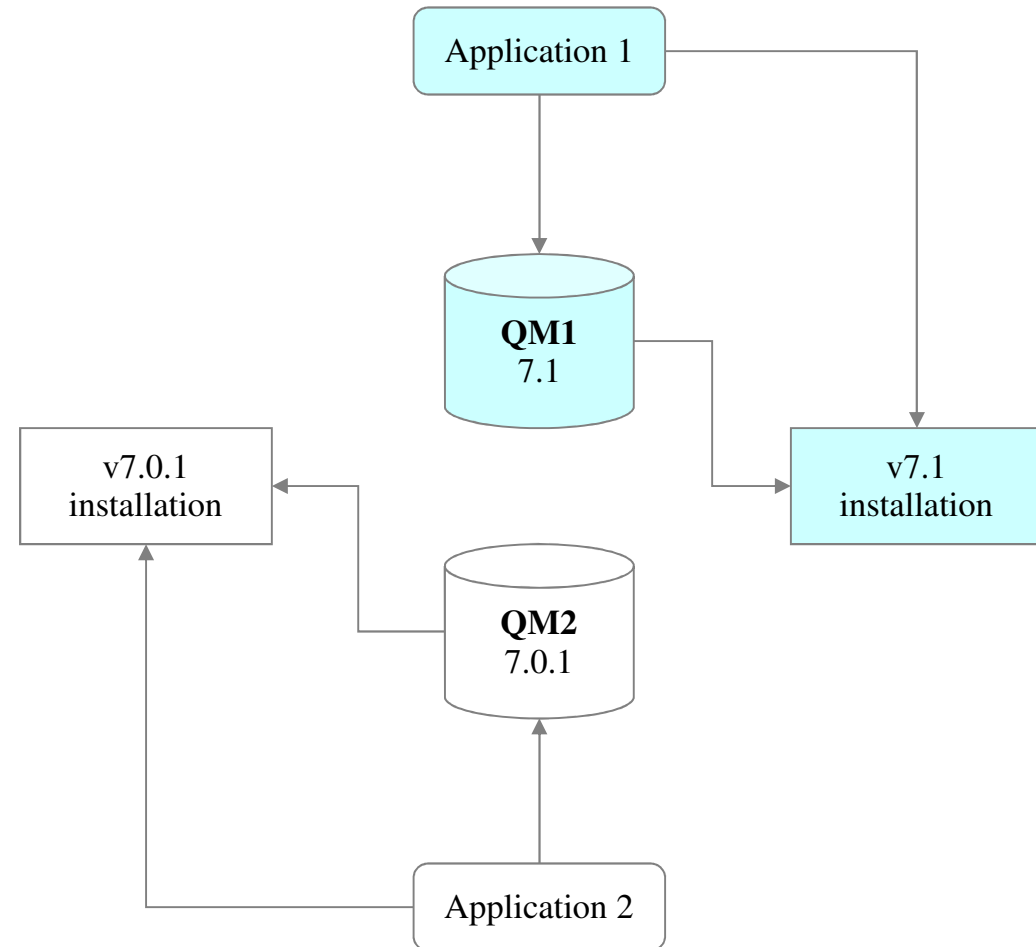 Application 1
QM1
7.1
v7.0.1
installation
v7.1
installation
QM2
7.0.1
Application 2